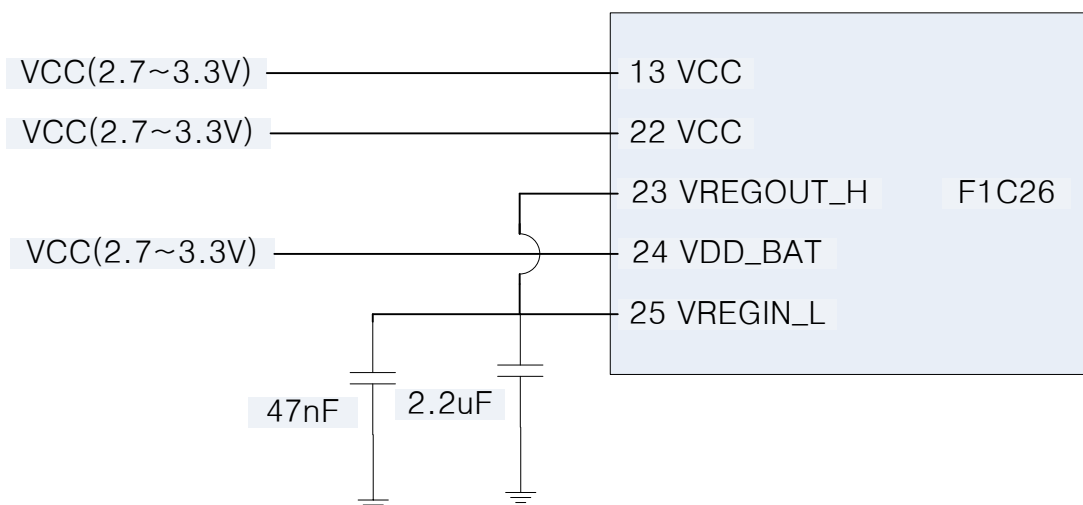 VCC(2.7~3.3V) 13 VCC
VCC(2.7~3.3V) 22 VCC
23 VREGOUT_H F1C26
VCC(2.7~3.3V) 24 VDD_BAT
25 VREGIN_L
47nF 2.2uF